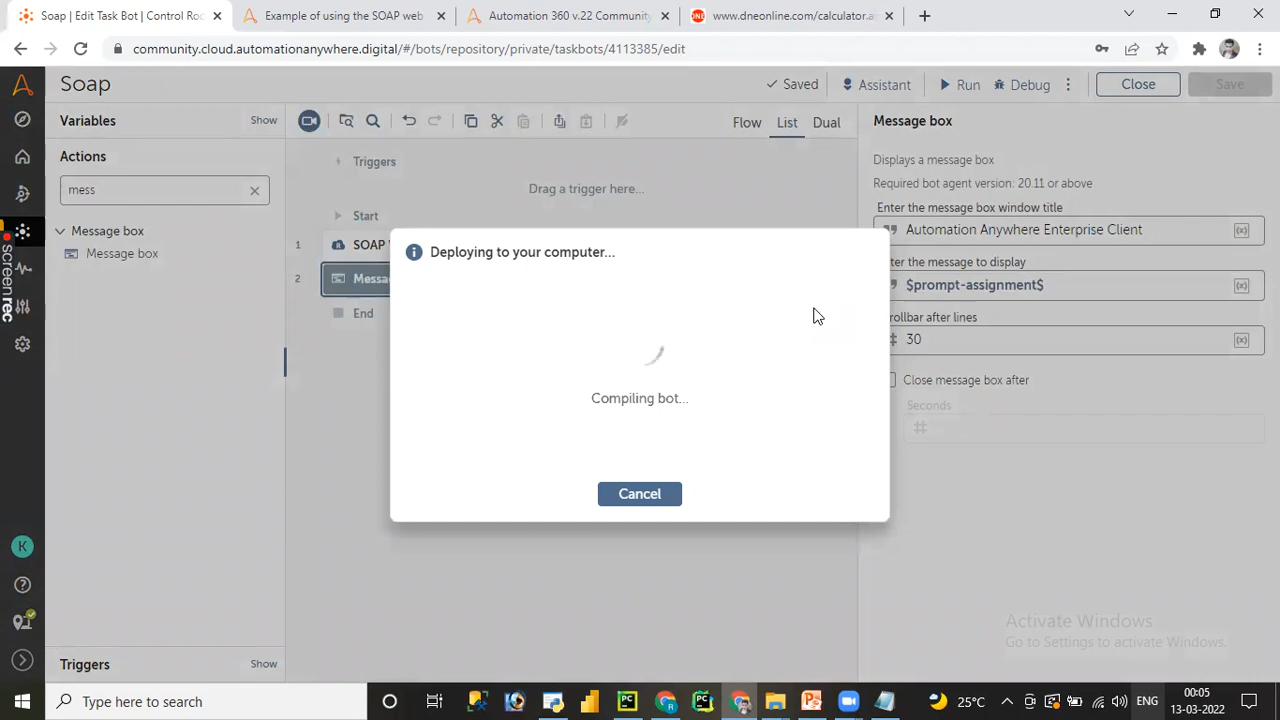 Soap | Edit Task Bot | Control Roo
Example of using the SOAP web
Automation 360 v.22 Community
www.dneonline.com/calculator.a
community.cloud.automationanywhere.digital/#/bots/repository/private/taskbots/4113385/edit
Soap
Saved
Assistant
Run
Debug
Close
Save
Variables
Show
Flow
List
Dual
Message box
Actions
Triggers
Displays a message box
Required bot agent version: 20.11 or above
mess
Drag a trigger here...
Enter the message box window title
Start
Automation Anywhere Enterprise Client
Message box
1
SOAP
Message box
Deploying to your computer...
ter the message to display
2
Messa
$prompt-assignment$
End
rollbar after lines
30
Close message box after
Compiling bot...
Seconds
Cancel
screenrec
K
Activate Windows
Go to Settings to activate Windows.
Triggers
Show
Type here to search
25°C
ENG
00:05
13-03-2022